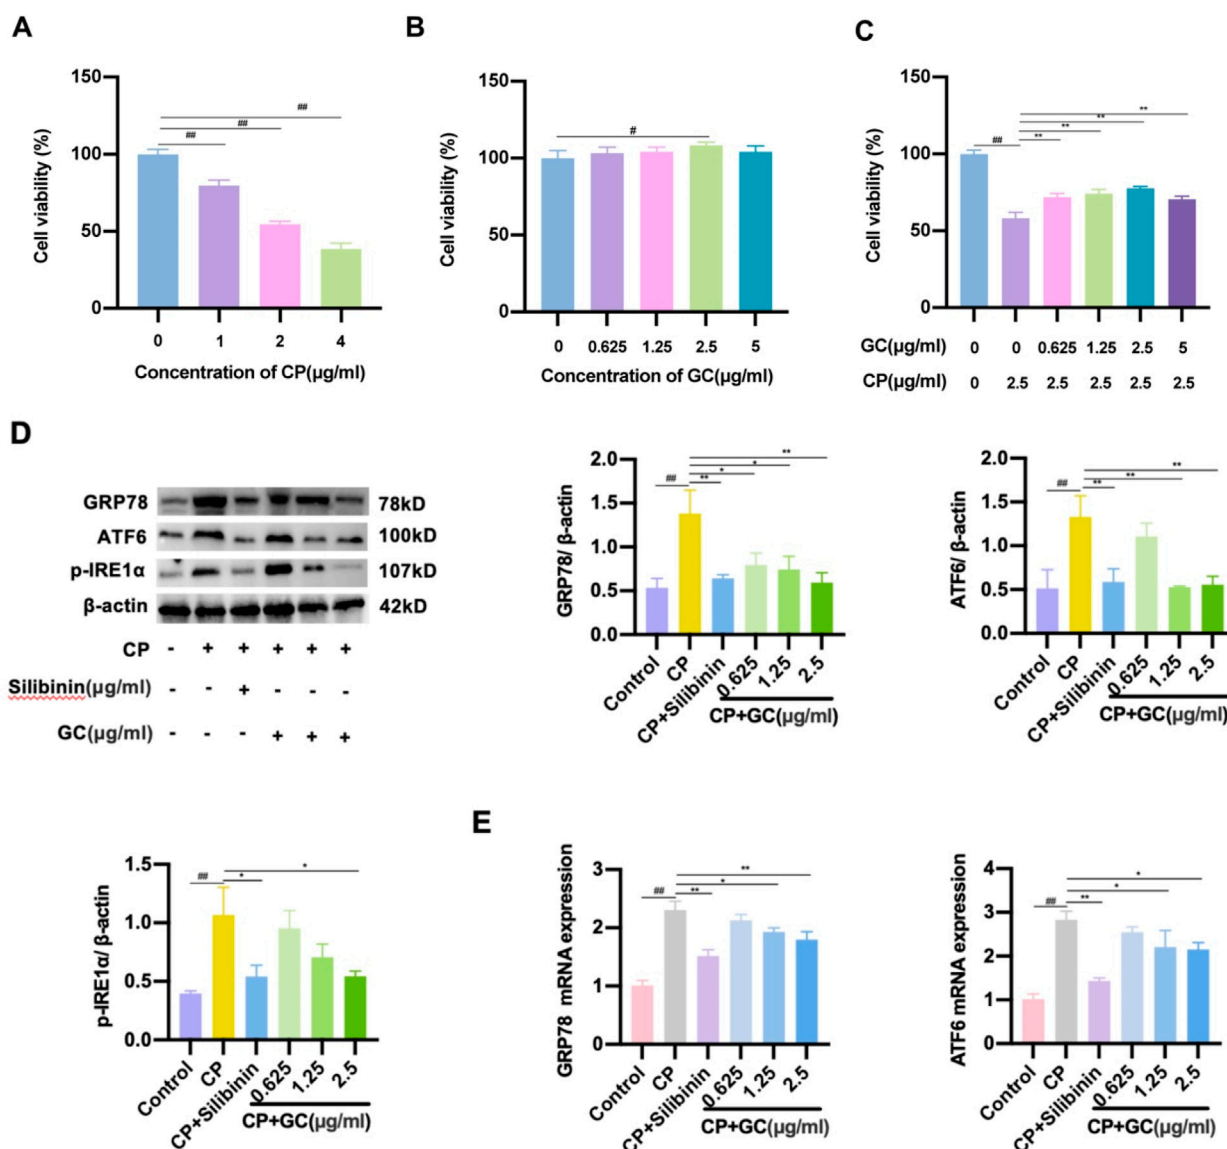 A
B
C
Cell viability (%)
150
100
50
0
##
##
##
0 1 2 4
Concentration of CP(μg/ml)
Cell viability (%)
150
100
50
0
#
0 0.625 1.25 2.5 5
Concentration of GC(μg/ml)
Cell viability (%)
150
100
50
0
##
**
**
**
**
GC(μg/ml) 0 0 0.625 1.25 2.5 5
CP(μg/ml) 0 2.5 2.5 2.5 2.5 2.5
D
GRP78 78kD
ATF6 100kD
p-IRE1α 107kD
β-actin 42kD
CP - + + + + +
Silibinin(μg/ml) - - + - - -
GC(μg/ml) - - - + + +
GRP78/ β-actin
2.0
1.5
1.0
0.5
0.0
##
**
*
*
**
Control
CP
CP+Silibinin
0.625
1.25
2.5
CP+GC(μg/ml)
ATF6/ β-actin
2.0
1.5
1.0
0.5
0.0
##
**
**
**
Control
CP
CP+Silibinin
0.625
1.25
2.5
CP+GC(μg/ml)
p-IRE1α/ β-actin
1.5
1.0
0.5
0.0
##
*
*
Control
CP
CP+Silibinin
0.625
1.25
2.5
CP+GC(μg/ml)
E
GRP78 mRNA expression
3
2
1
0
##
**
*
**
Control
CP
CP+Silibinin
0.625
1.25
2.5
CP+GC(μg/ml)
ATF6 mRNA expression
4
3
2
1
0
##
**
*
*
Control
CP
CP+Silibinin
0.625
1.25
2.5
CP+GC(μg/ml)